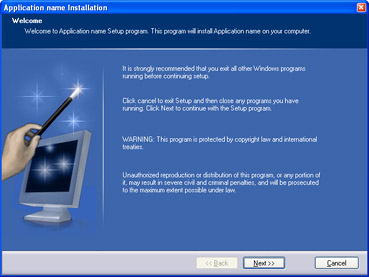 Application name Installation
Welcome
Welcome to Application name Setup program. This program will install Application name on your computer.
It is strongly recommended that you exit all other Windows programs
running before continuing setup.
Click cancel to exit Setup and then close any programs you have
running. Click Next to continue with the Setup program.
WARNING: This program is protected by copyright law and international
treaties.
Unauthorized reproduction or distribution of this program, or any portion of
it, may result in severe civil and criminal penalties, and will be prosecuted
to the maximum extent possible under law.
<< Back Next >> Cancel